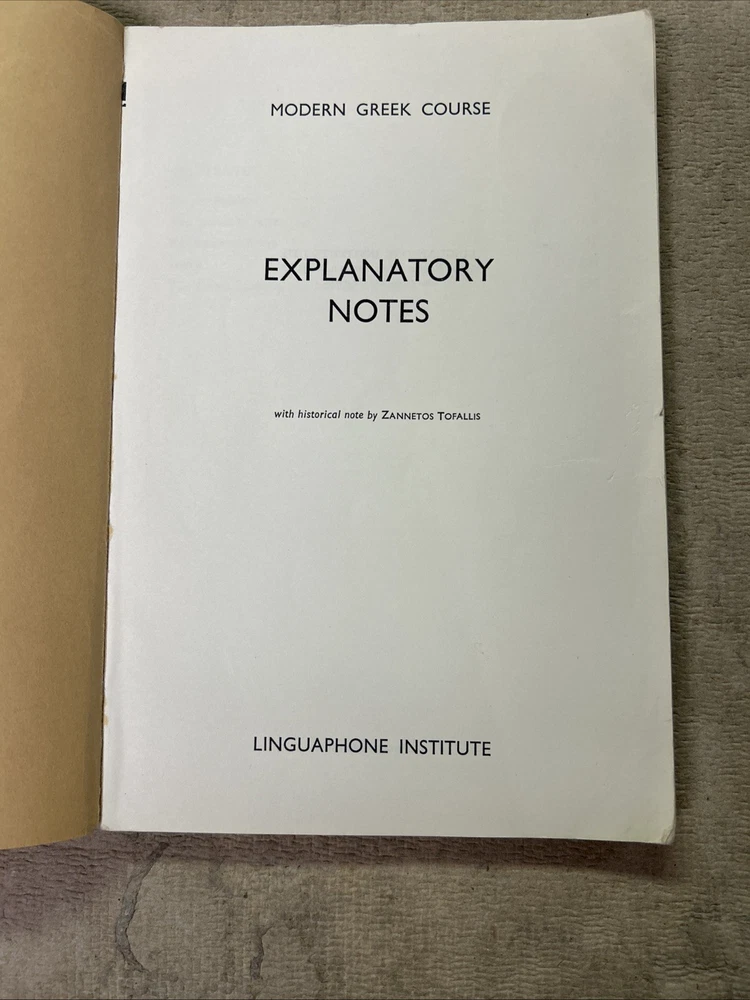 MODERN GREEK COURSE
EXPLANATORY
NOTES
with historical note by ZANNETOS TOFALLIS
LINGUAPHONE INSTITUTE